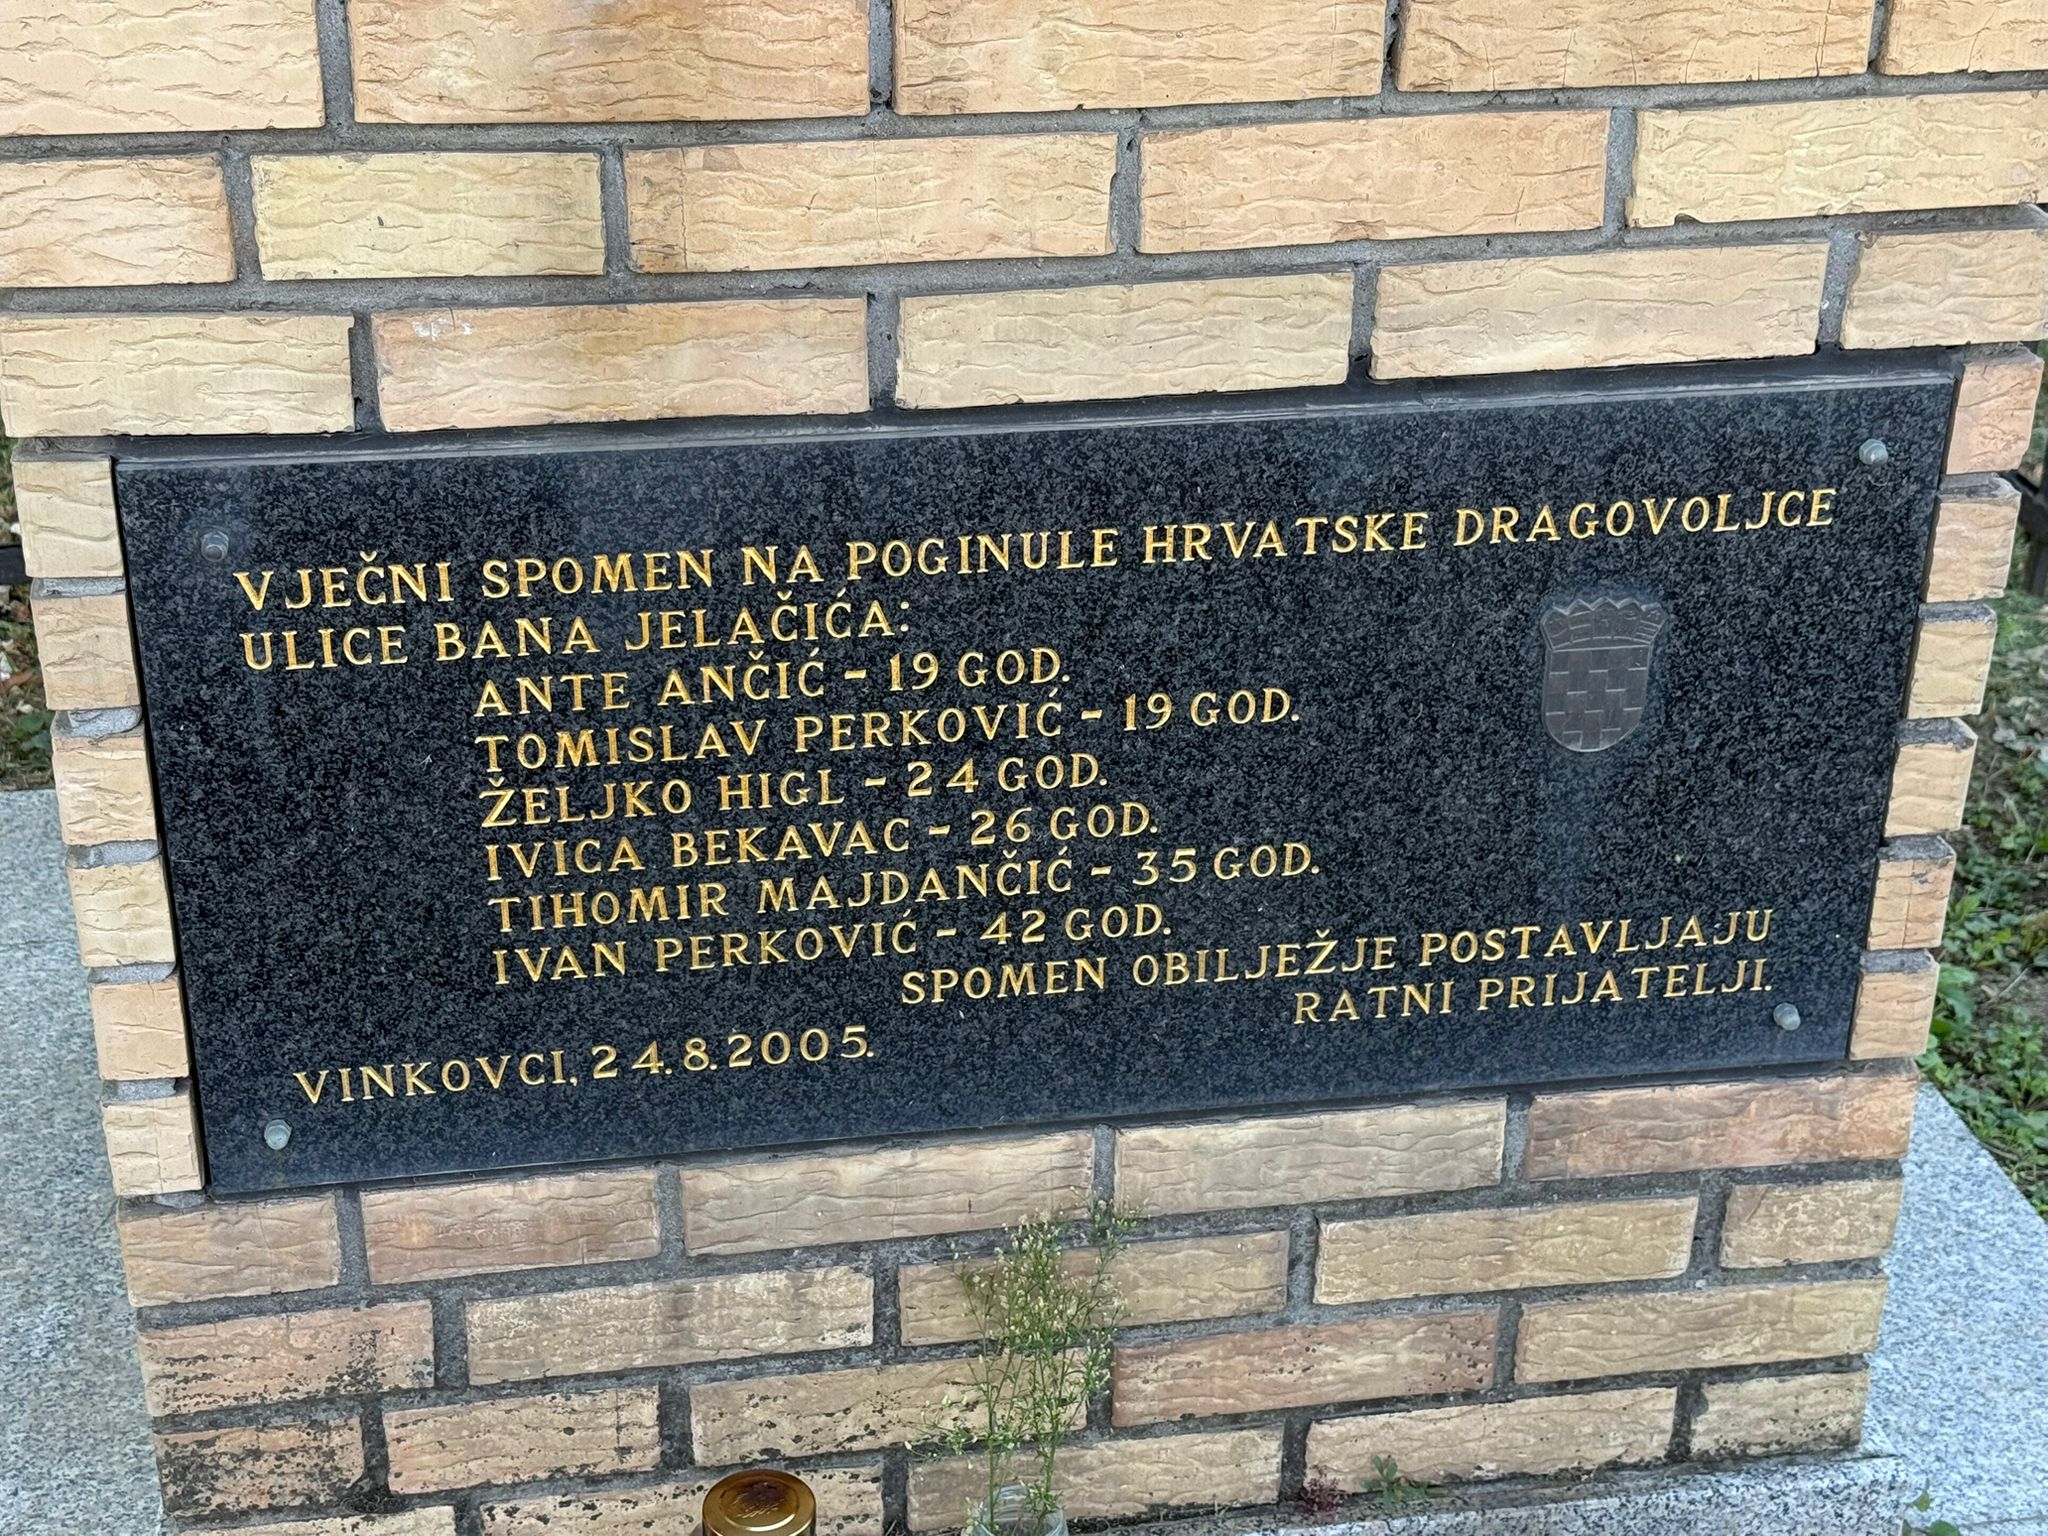 VJEČNI SPOMEN NA POGINULE HRVATSKE DRAGOVOLJCE
ULICE BANA JELAČIĆA:
ANTE ANČIĆ - 19 GOD.
TOMISLAV PERKOVIĆ - 19 GOD.
ŽELJKO HIGL - 24 GOD.
IVICA BEKAVAC - 26 GOD.
TIHOMIR MAJDANČIĆ - 35 GOD.
IVAN PERKOVIĆ - 42 GOD.
SPOMEN OBILJEŽJE POSTAVLJAJU
RATNI PRIJATELJI.
VINKOVCI, 24.8.2005.